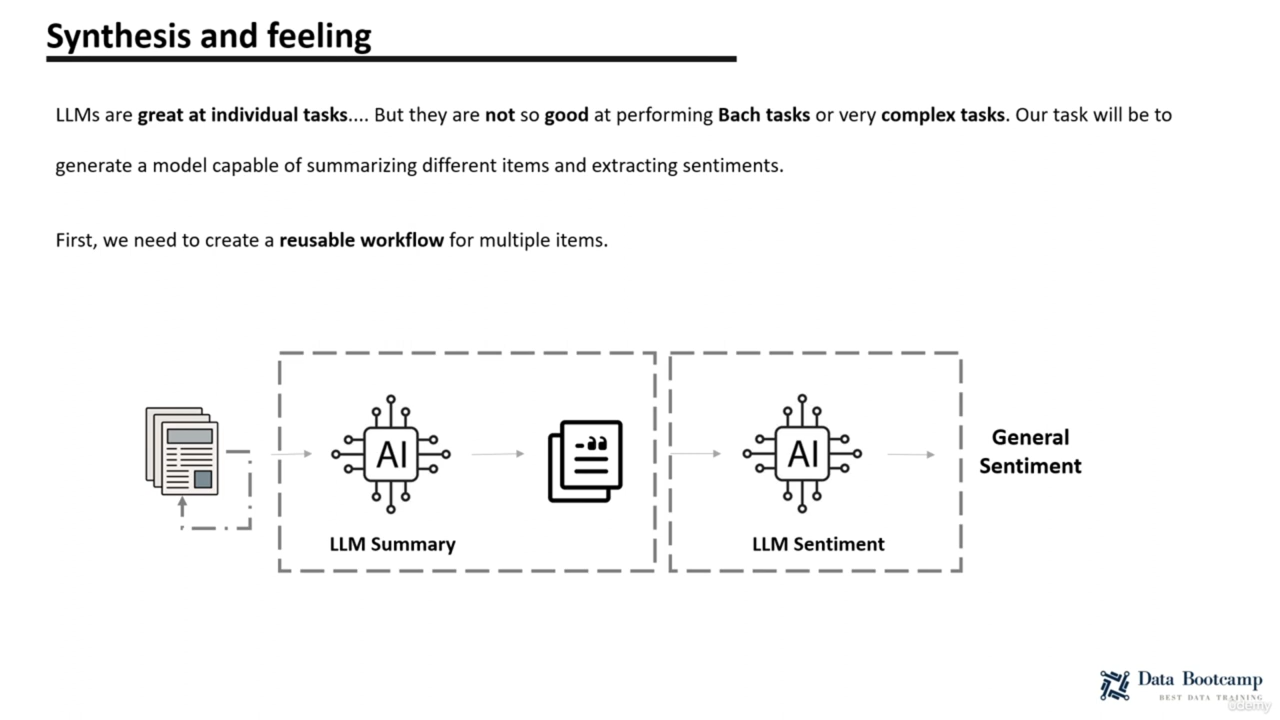 Synthesis and feeling
LLMs are great at individual tasks.... But they are not so good at performing Bach tasks or very complex tasks. Our task will be to
generate a model capable of summarizing different items and extracting sentiments.
First, we need to create a reusable workflow for multiple items.
AI
LLM Summary
AI
LLM Sentiment
General
Sentiment
Data Bootcamp
BEST DATA TRAINING
udemy